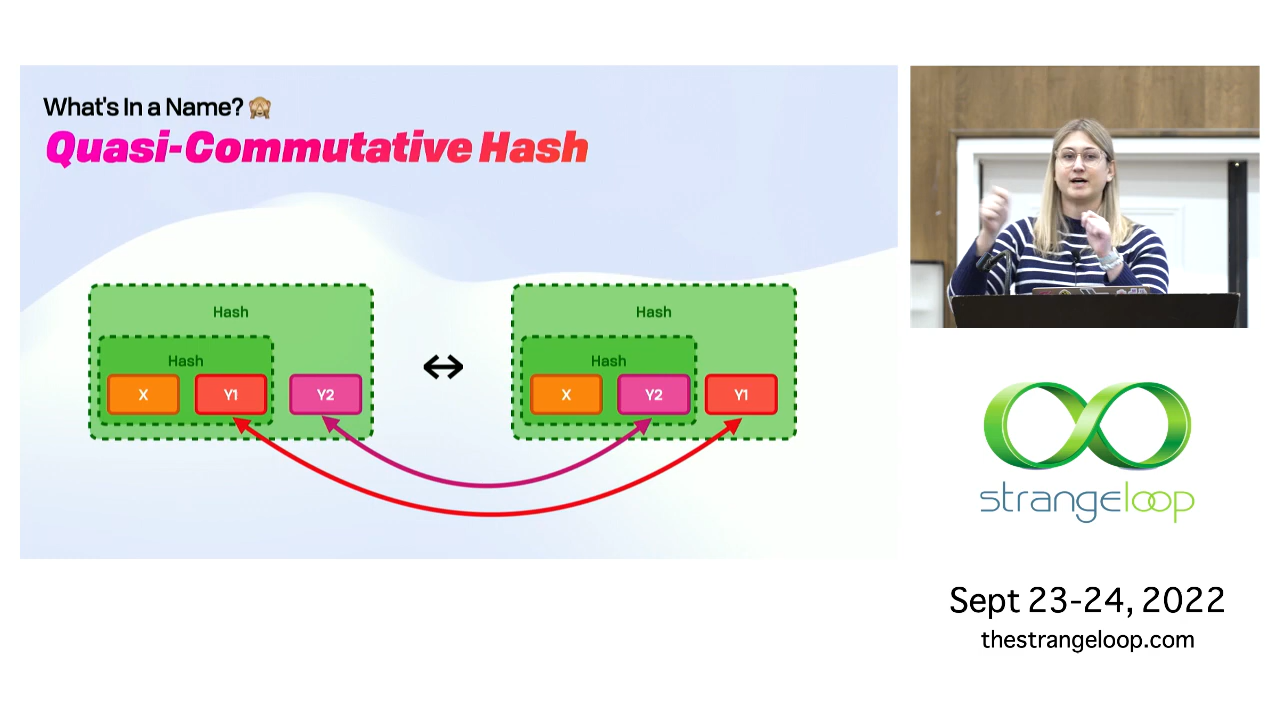 What's In a Name? 🙈
Quasi-Commutative Hash
Hash
Hash
X
Y1
Y2
↔
Hash
Hash
X
Y2
Y1
strangeloop
Sept 23-24, 2022
thestrangeloop.com